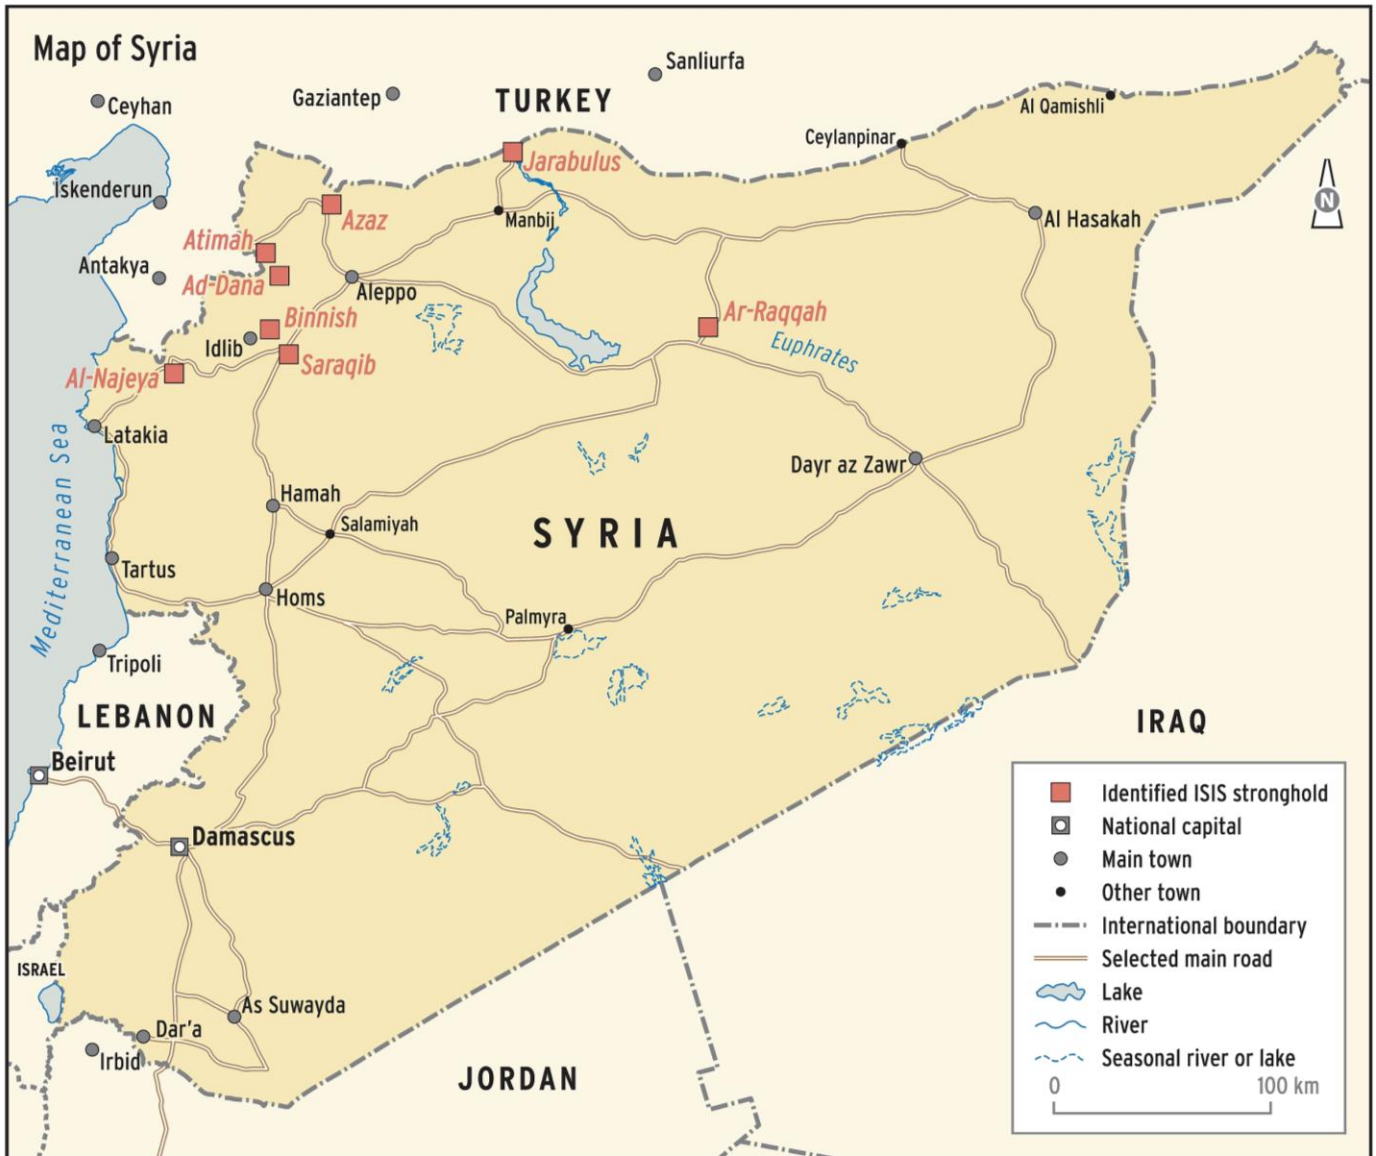 Map of Syria
Sanliurfa
Gaziantep
Ceyhan
TURKEY
Al Qamishli
Ceylanpinar
Jarabulus
İskenderun
N
Azaz
Manbij
Al Hasakah
Atimah
Antakya
Ad-Dana
Aleppo
Binnish
Ar-Raqqah
Idlib
Euphrates
Saraqib
Al-Najeya
Latakia
Mediterranean Sea
Dayr az Zawr
Hamah
Salamiyah
SYRIA
Tartus
Homs
Palmyra
Tripoli
LEBANON
IRAQ
Beirut
Damascus
ISRAEL
As Suwayda
Dar'a
Irbid
JORDAN
Identified ISIS stronghold
National capital
Main town
Other town
International boundary
Selected main road
Lake
River
Seasonal river or lake
0 100 km